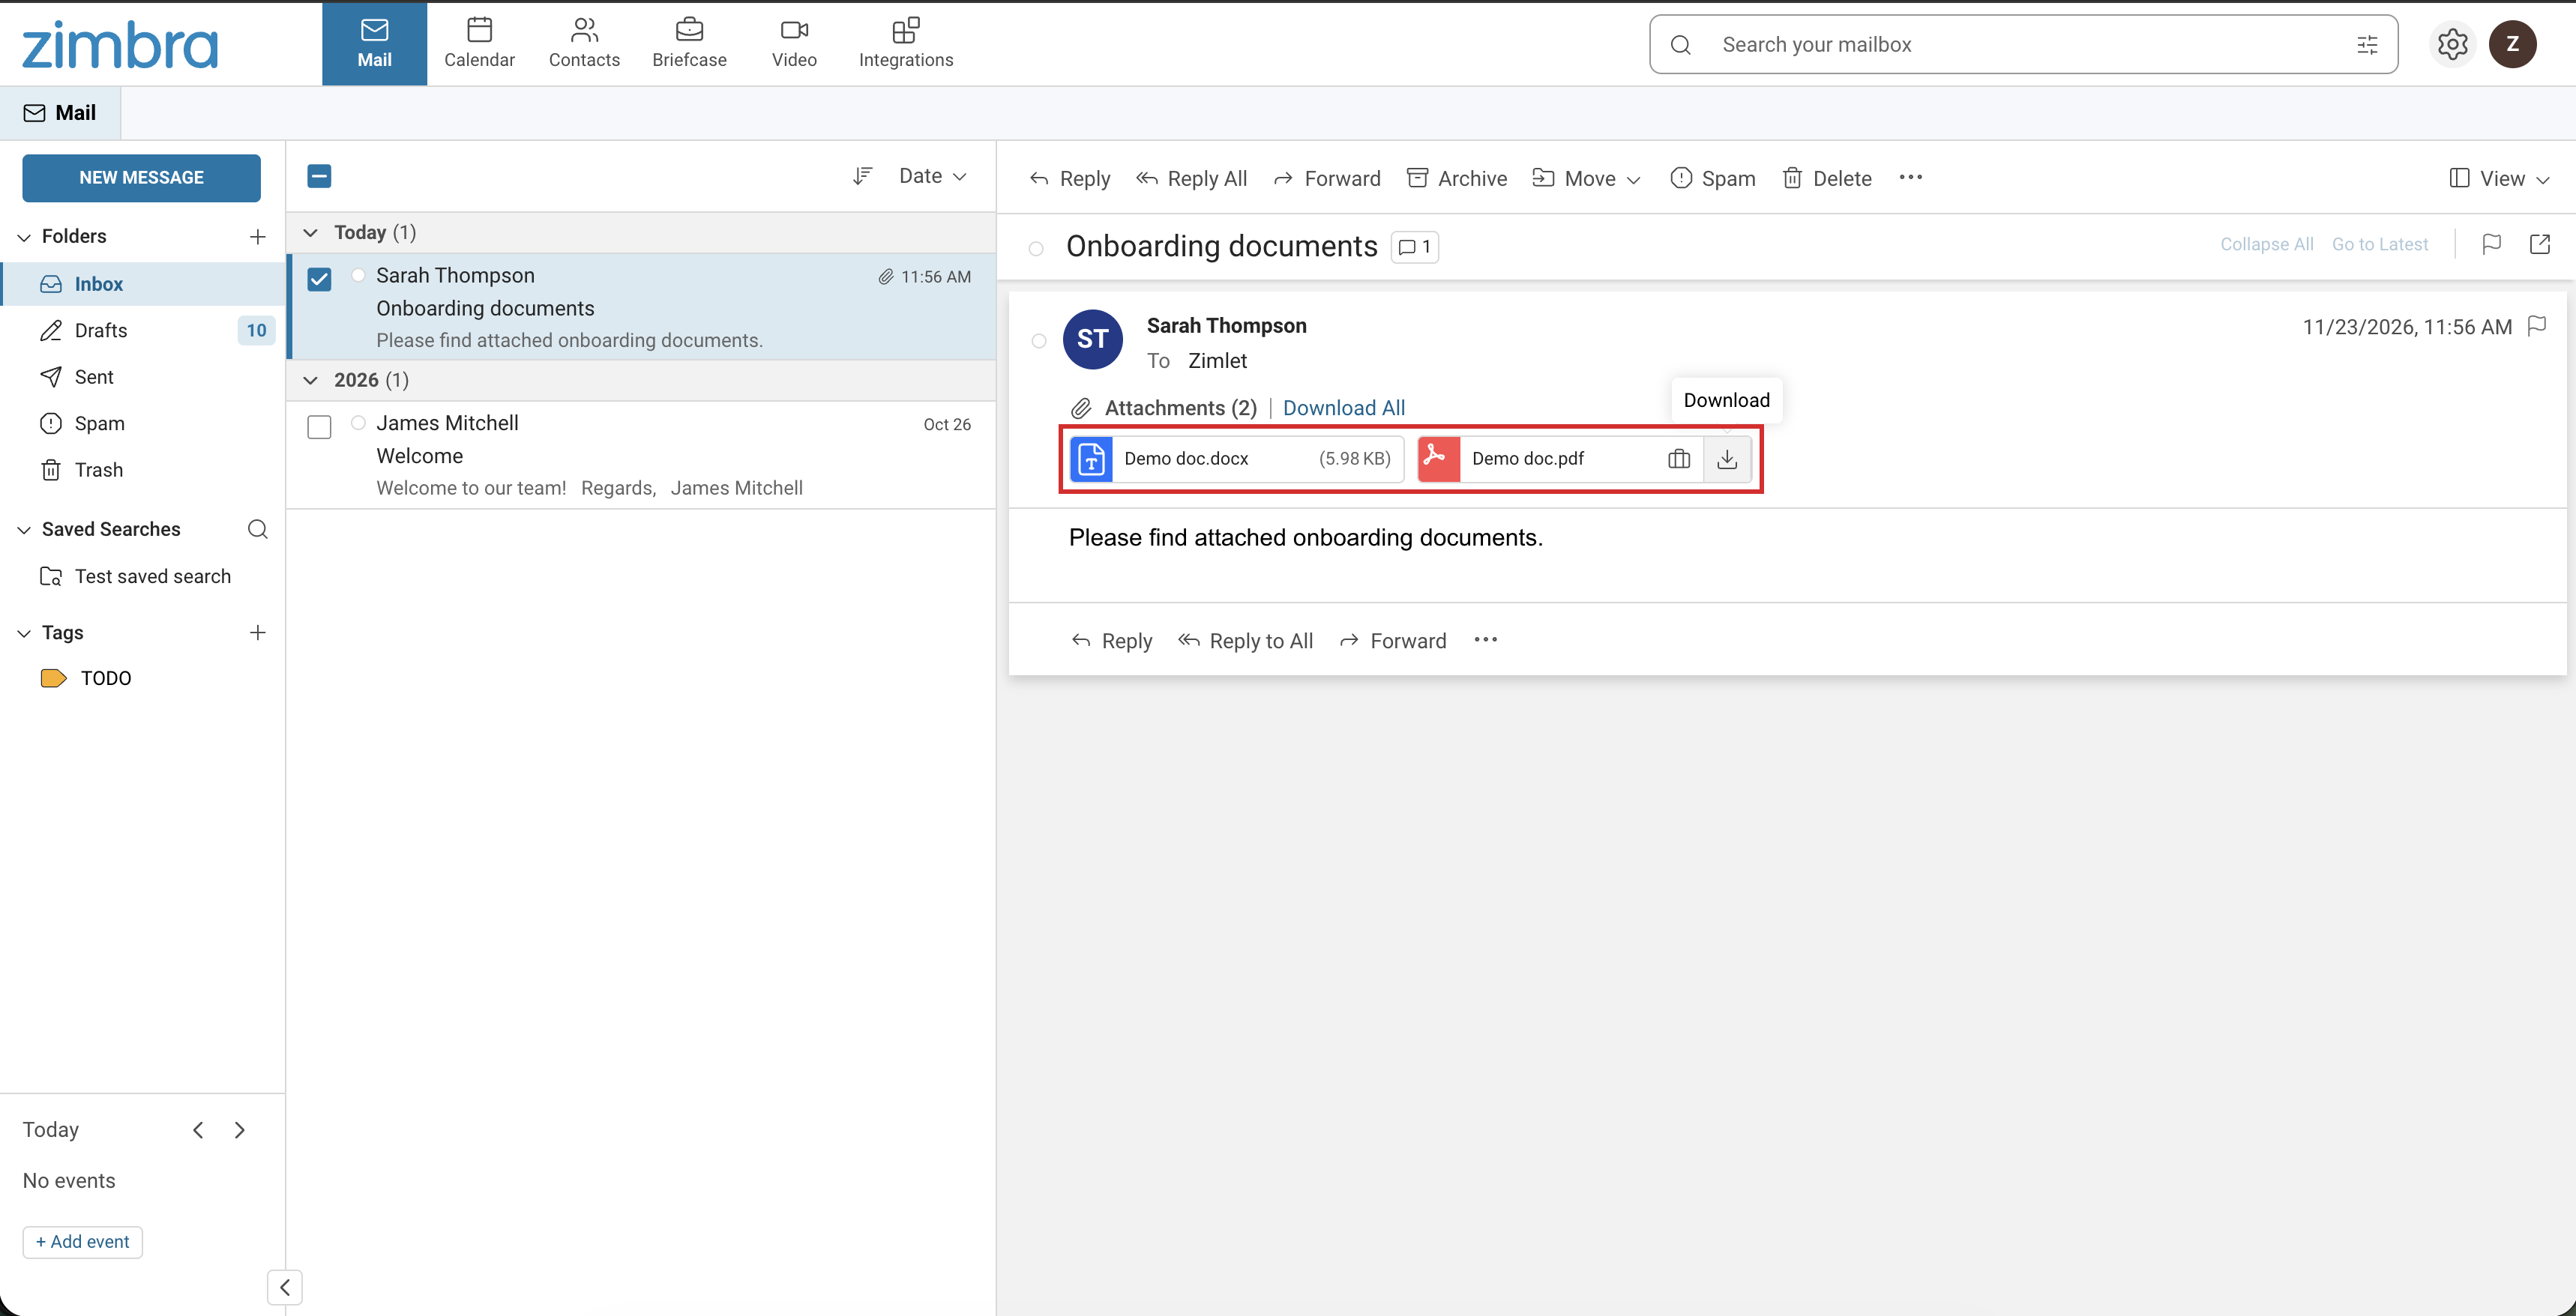 zimbra
Mail
Calendar
Contacts
Briefcase
Video
Integrations
Search your mailbox
Z
Mail
NEW MESSAGE
Folders
Inbox
Drafts 10
Sent
Spam
Trash
Saved Searches
Test saved search
Tags
TODO
Today
No events
+ Add event
Date
Today (1)
Sarah Thompson 11:56 AM
Onboarding documents
Please find attached onboarding documents.
2026 (1)
James Mitchell Oct 26
Welcome
Welcome to our team! Regards, James Mitchell
Reply Reply All Forward Archive Move Spam Delete View
Onboarding documents 1 Collapse All Go to Latest
ST Sarah Thompson 11/23/2026, 11:56 AM
To Zimlet
Download
Attachments (2) | Download All
Demo doc.docx (5.98 KB) Demo doc.pdf
Please find attached onboarding documents.
Reply Reply to All Forward